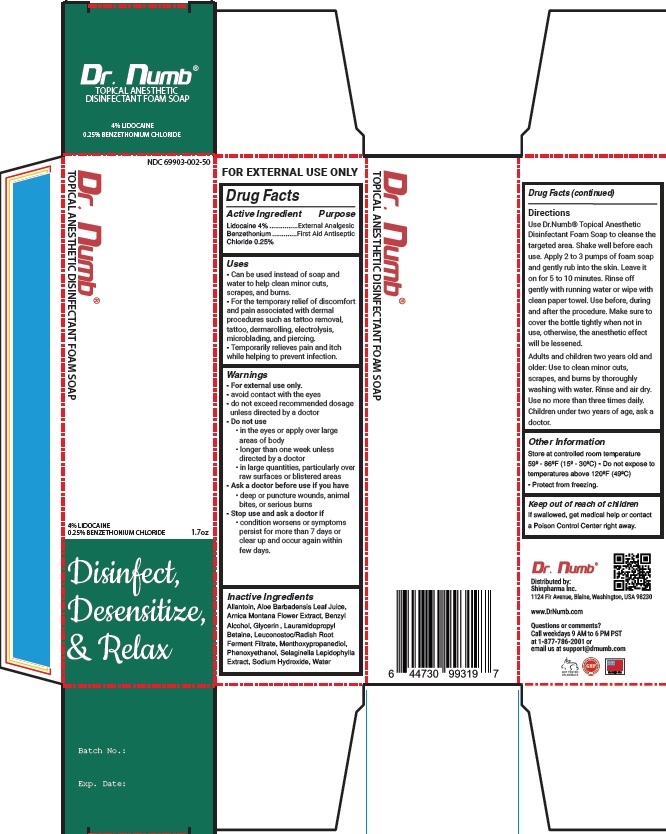 Dr. Numb®
TOPICAL ANESTHETIC
DISINFECTANT FOAM SOAP
4% LIDOCAINE
0.25% BENZETHONIUM CHLORIDE
NDC 69903-002-50
Dr. Numb®
TOPICAL ANESTHETIC DISINFECTANT FOAM SOAP
4% LIDOCAINE
0.25% BENZETHONIUM CHLORIDE 1.7oz
Disinfect,
Desensitize,
& Relax
Batch No.:
Exp. Date:
FOR EXTERNAL USE ONLY
Drug Facts
Active Ingredient Purpose
Lidocaine 4% ..............External Analgesic
Benzethonium ............First Aid Antiseptic
Chloride 0.25%
Uses
• Can be used instead of soap and
water to help clean minor cuts,
scrapes, and burns.
• For the temporary relief of discomfort
and pain associated with dermal
procedures such as tattoo removal,
tattoo, dermarolling, electrolysis,
microblading, and piercing.
• Temporarily relieves pain and itch
while helping to prevent infection.
Warnings
• For external use only.
• avoid contact with the eyes
• do not exceed recommended dosage
unless directed by a doctor
• Do not use
• in the eyes or apply over large
areas of body
• longer than one week unless
directed by a doctor
• in large quantities, particularly over
raw surfaces or blistered areas
• Ask a doctor before use if you have
• deep or puncture wounds, animal
bites, or serious burns
• Stop use and ask a doctor if
• condition worsens or symptoms
persist for more than 7 days or
clear up and occur again within
few days.
Inactive Ingredients
Allantoin, Aloe Barbadensis Leaf Juice,
Arnica Montana Flower Extract, Benzyl
Alcohol, Glycerin, Lauramidopropyl
Betaine, Leuconostoc/Radish Root
Ferment Filtrate, Menthoxypropanediol,
Phenoxyethanol, Selaginella Lepidophylla
Extract, Sodium Hydroxide, Water
Dr. Numb®
TOPICAL ANESTHETIC DISINFECTANT FOAM SOAP
6 44730 99319 7
Drug Facts (continued)
Directions
Use Dr.Numb® Topical Anesthetic
Disinfectant Foam Soap to cleanse the
targeted area. Shake well before each
use. Apply 2 to 3 pumps of foam soap
and gently rub into the skin. Leave it
on for 5 to 10 minutes. Rinse off
gently with running water or wipe with
clean paper towel. Use before, during
and after the procedure. Make sure to
cover the bottle tightly when not in
use, otherwise, the anesthetic effect
will be lessened.
Adults and children two years old and
older: Use to clean minor cuts,
scrapes, and burns by thoroughly
washing with water. Rinse and air dry.
Use no more than three times daily.
Children under two years of age, ask a
doctor.
Other Information
Store at controlled room temperature
59º - 86ºF (15º - 30ºC) • Do not expose to
temperatures above 120ºF (49ºC)
• Protect from freezing.
Keep out of reach of children
If swallowed, get medical help or contact
a Poison Control Center right away.
Dr. Numb®
Distributed by:
Shinpharma Inc.
1124 Fir Avenue, Blaine, Washington, USA 98230
www.DrNumb.com
Questions or comments?
Call weekdays 9 AM to 6 PM PST
at 1-877-786-2001 or
email us at support@drnumb.com
GMP